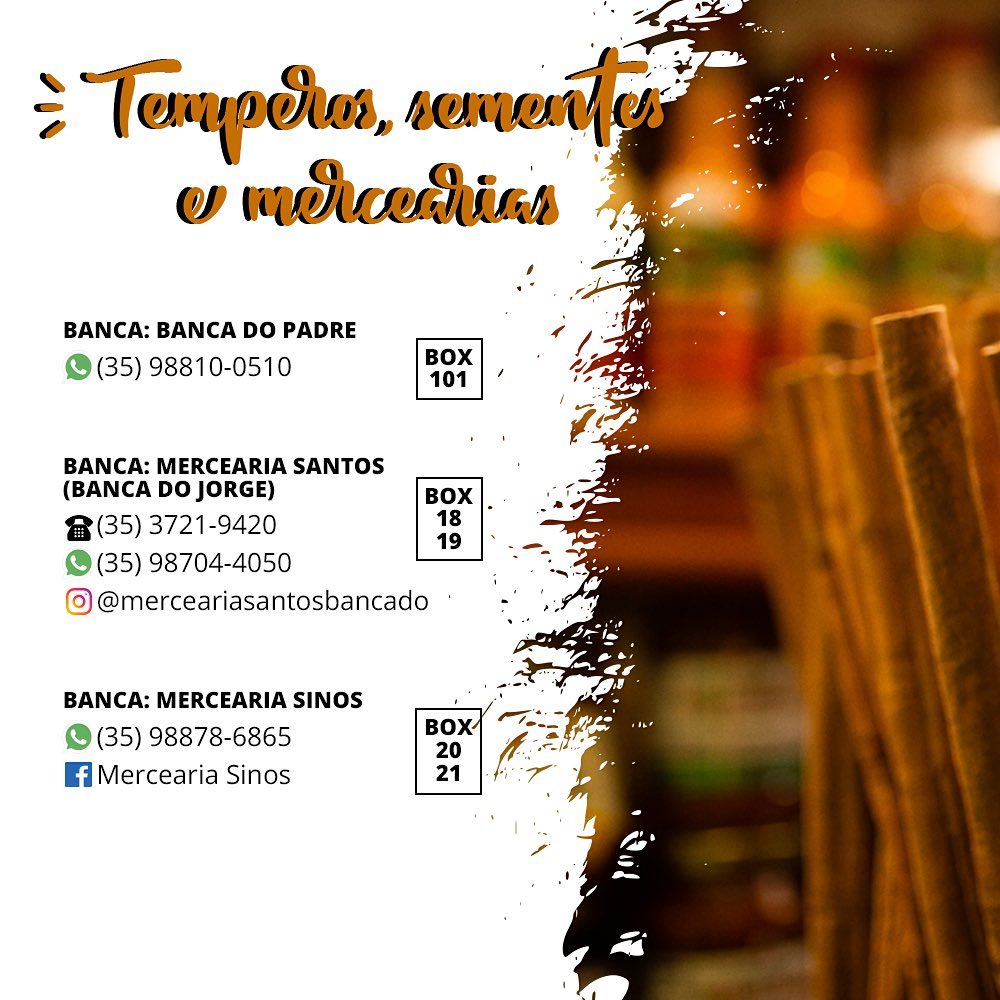 Temperos, sementes
e mercearias
BANCA: BANCA DO PADRE
(35) 98810-0510
BOX
101
BANCA: MERCEARIA SANTOS
(BANCA DO JORGE)
(35) 3721-9420
(35) 98704-4050
@merceariasantosbancado
BOX
18
19
BANCA: MERCEARIA SINOS
(35) 98878-6865
Mercearia Sinos
BOX
20
21